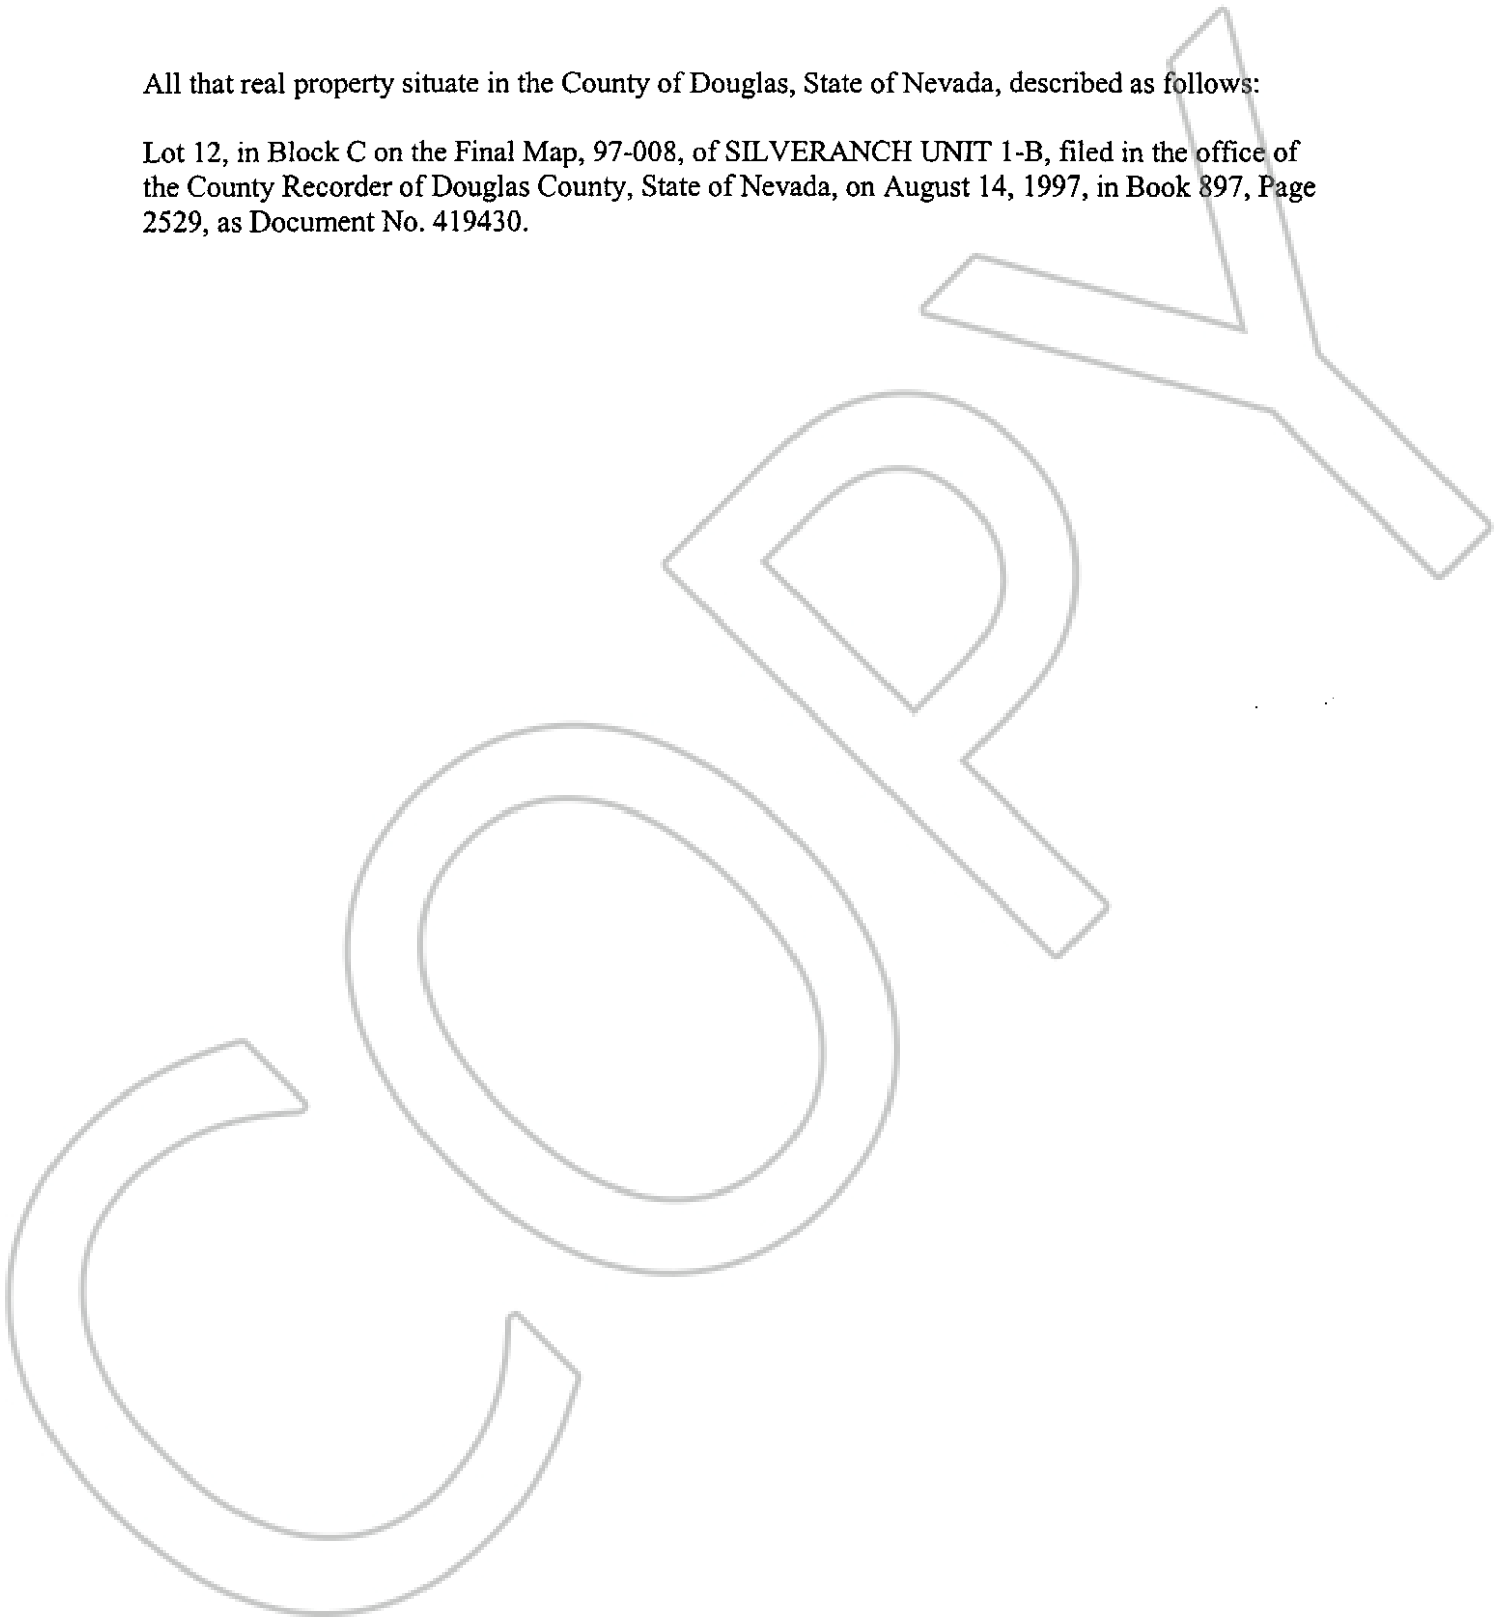 All that real property situate in the County of Douglas, State of Nevada, described as follows:
Lot 12, in Block C on the Final Map, 97-008, of SILVERANCH UNIT 1-B, filed in the office of
the County Recorder of Douglas County, State of Nevada, on August 14, 1997, in Book 897, Page
2529, as Document No. 419430.
COPY